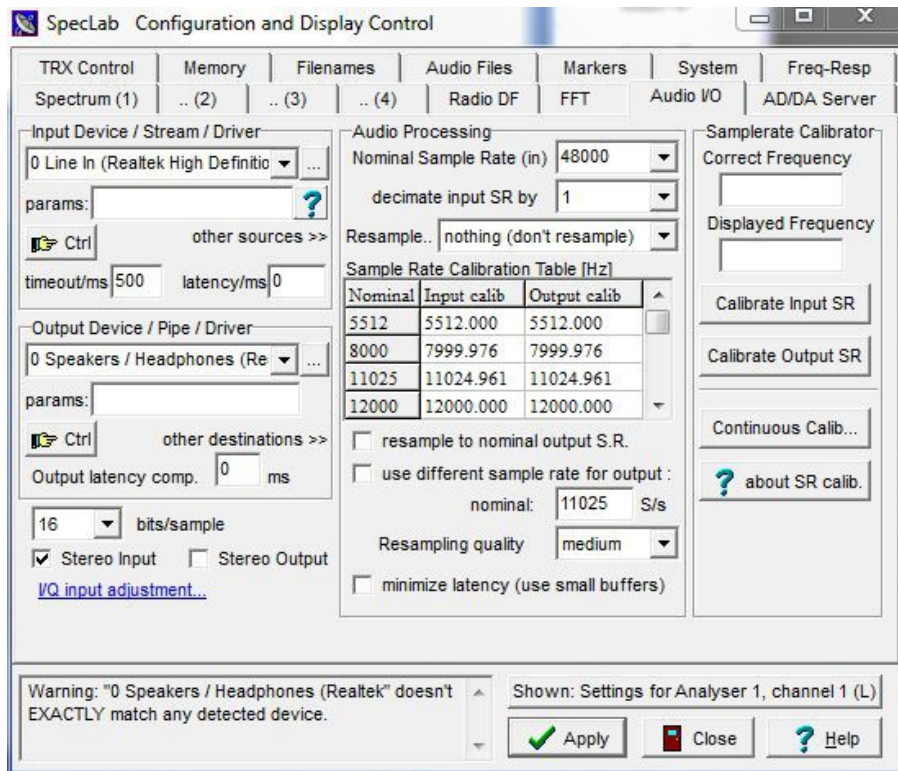 SpecLab Configuration and Display Control
X
TRX Control
Memory
Filenames
Audio Files
Markers
System
Freq-Resp
Spectrum (1)
.. (2)
.. (3)
.. (4)
Radio DF
FFT
Audio I/O
AD/DA Server
Input Device / Stream / Driver
0 Line In (Realtek High Definitio
...
params:
?
Ctrl
other sources >>
timeout/ms 500
latency/ms 0
Output Device / Pipe / Driver
0 Speakers / Headphones (Re
...
params:
Ctrl
other destinations >>
Output latency comp. 0 ms
16 bits/sample
Stereo Input
Stereo Output
I/Q input adjustment...
Audio Processing
Nominal Sample Rate (in) 48000
decimate input SR by 1
Resample.. nothing (don't resample)
Sample Rate Calibration Table [Hz]
Nominal Input calib Output calib
5512 5512.000 5512.000
8000 7999.976 7999.976
11025 11024.961 11024.961
12000 12000.000 12000.000
resample to nominal output S.R.
use different sample rate for output :
nominal: 11025 S/s
Resampling quality medium
minimize latency (use small buffers)
Samplerate Calibrator
Correct Frequency
Displayed Frequency
Calibrate Input SR
Calibrate Output SR
Continuous Calib...
? about SR calib.
Warning: "0 Speakers / Headphones (Realtek" doesn't
EXACTLY match any detected device.
Shown: Settings for Analyser 1, channel 1 (L)
Apply
Close
? Help